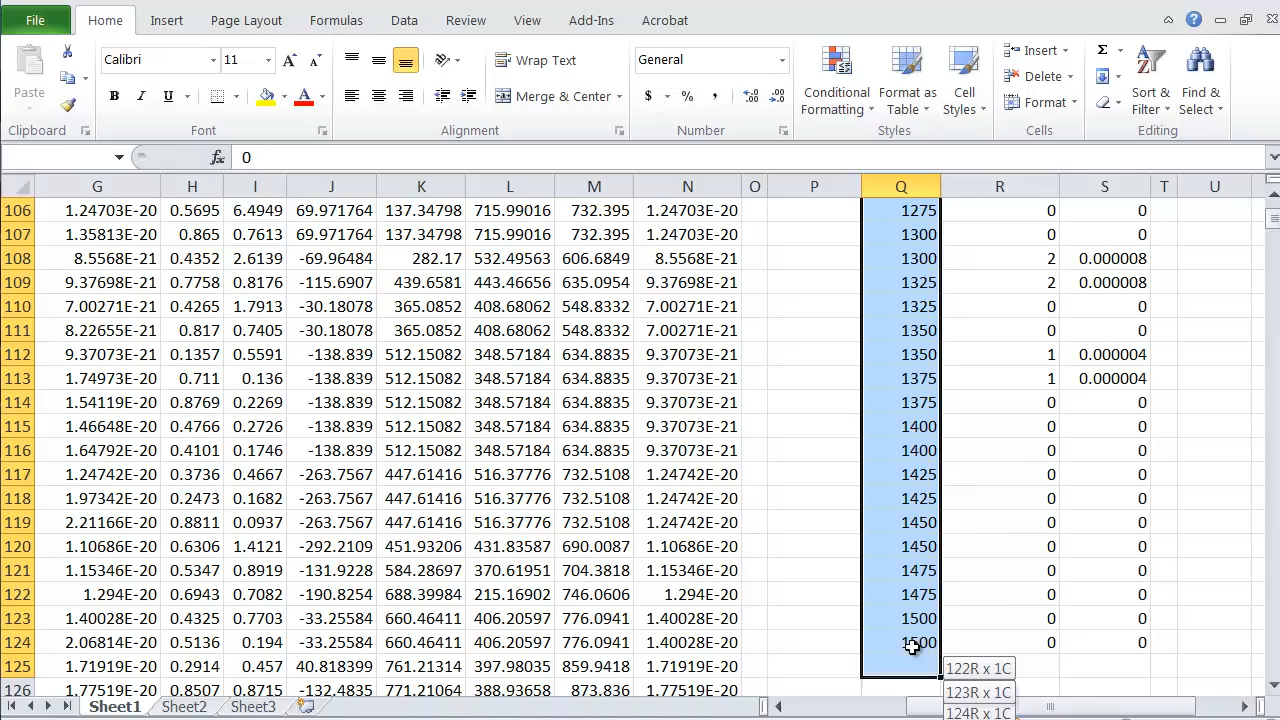 File Home Insert Page Layout Formulas Data Review View Add-Ins Acrobat
Paste
Calibri 11
B I U A
Wrap Text
Merge & Center
General
$ % ,
Conditional Formatting
Format as Table
Cell Styles
Insert
Delete
Format
Σ
Sort & Filter
Find & Select
Clipboard Font Alignment Number Styles Cells Editing
fx 0
G H I J K L M N O P Q R S T U
106 1.24703E-20 0.5695 6.4949 69.971764 137.34798 715.99016 732.395 1.24703E-20 1275 0 0
107 1.35813E-20 0.865 0.7613 69.971764 137.34798 715.99016 732.395 1.24703E-20 1300 0 0
108 8.5568E-21 0.4352 2.6139 -69.96484 282.17 532.49563 606.6849 8.5568E-21 1300 2 0.000008
109 9.37698E-21 0.7758 0.8176 -115.6907 439.6581 443.46656 635.0954 9.37698E-21 1325 2 0.000008
110 7.00271E-21 0.4265 1.7913 -30.18078 365.0852 408.68062 548.8332 7.00271E-21 1325 0 0
111 8.22655E-21 0.817 0.7405 -30.18078 365.0852 408.68062 548.8332 7.00271E-21 1350 0 0
112 9.37073E-21 0.1357 0.5591 -138.839 512.15082 348.57184 634.8835 9.37073E-21 1350 1 0.000004
113 1.74973E-20 0.711 0.136 -138.839 512.15082 348.57184 634.8835 9.37073E-21 1375 1 0.000004
114 1.54119E-20 0.8769 0.2269 -138.839 512.15082 348.57184 634.8835 9.37073E-21 1375 0 0
115 1.46648E-20 0.4766 0.2726 -138.839 512.15082 348.57184 634.8835 9.37073E-21 1400 0 0
116 1.64792E-20 0.4101 0.1746 -138.839 512.15082 348.57184 634.8835 9.37073E-21 1400 0 0
117 1.24742E-20 0.3736 0.4667 -263.7567 447.61416 516.37776 732.5108 1.24742E-20 1425 0 0
118 1.97342E-20 0.2473 0.1682 -263.7567 447.61416 516.37776 732.5108 1.24742E-20 1425 0 0
119 2.21166E-20 0.8811 0.0937 -263.7567 447.61416 516.37776 732.5108 1.24742E-20 1450 0 0
120 1.10686E-20 0.6306 1.4121 -292.2109 451.93206 431.83587 690.0087 1.10686E-20 1450 0 0
121 1.15346E-20 0.5347 0.8919 -131.9228 584.28697 370.61951 704.3818 1.15346E-20 1475 0 0
122 1.294E-20 0.6943 0.7082 -190.8254 688.39984 215.16902 746.0606 1.294E-20 1475 0 0
123 1.40028E-20 0.4325 0.7703 -33.25584 660.46411 406.20597 776.0941 1.40028E-20 1500 0 0
124 2.06814E-20 0.5136 0.194 -33.25584 660.46411 406.20597 776.0941 1.40028E-20 1500 0 0
125 1.71919E-20 0.2914 0.457 40.818399 761.21314 397.98035 859.9418 1.71919E-20 122R x 1C
126 1.77519E-20 0.8507 0.8715 -132.4835 771.21064 388.93658 873.836 1.77519E-20 123R x 1C
Sheet1 Sheet2 Sheet3 124R x 1C